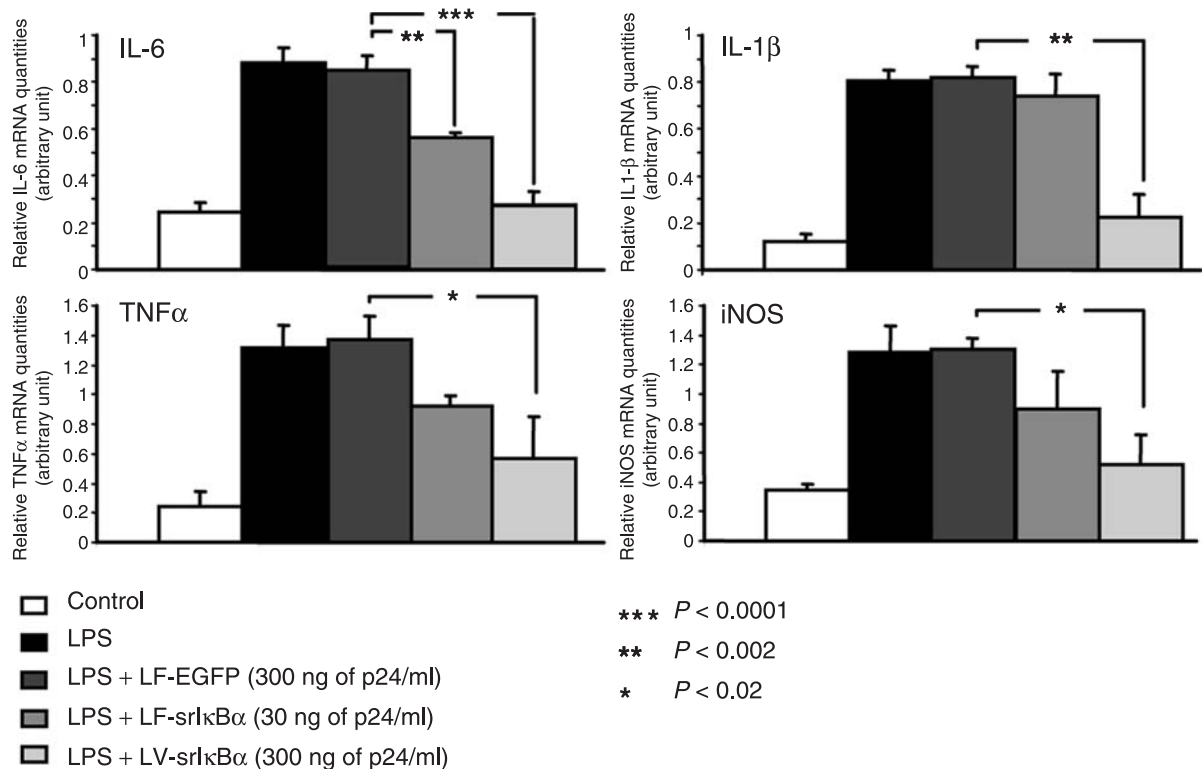 IL-6
Relative IL-6 mRNA quantities
(arbitrary unit)
1
0.8
0.6
0.4
0.2
0
***
**
IL-1β
Relative IL1-β mRNA quantities
(arbitrary unit)
1
0.8
0.6
0.4
0.2
0
**
TNFα
Relative TNFα mRNA quantities
(arbitrary unit)
1.6
1.4
1.2
1
0.8
0.6
0.4
0.2
0
*
iNOS
Relative iNOS mRNA quantities
(arbitrary unit)
1.6
1.4
1.2
1
0.8
0.6
0.4
0.2
0
*
Control
LPS
LPS + LF-EGFP (300 ng of p24/ml)
LPS + LF-srIκBα (30 ng of p24/ml)
LPS + LV-srIκBα (300 ng of p24/ml)
*** P < 0.0001
** P < 0.002
* P < 0.02